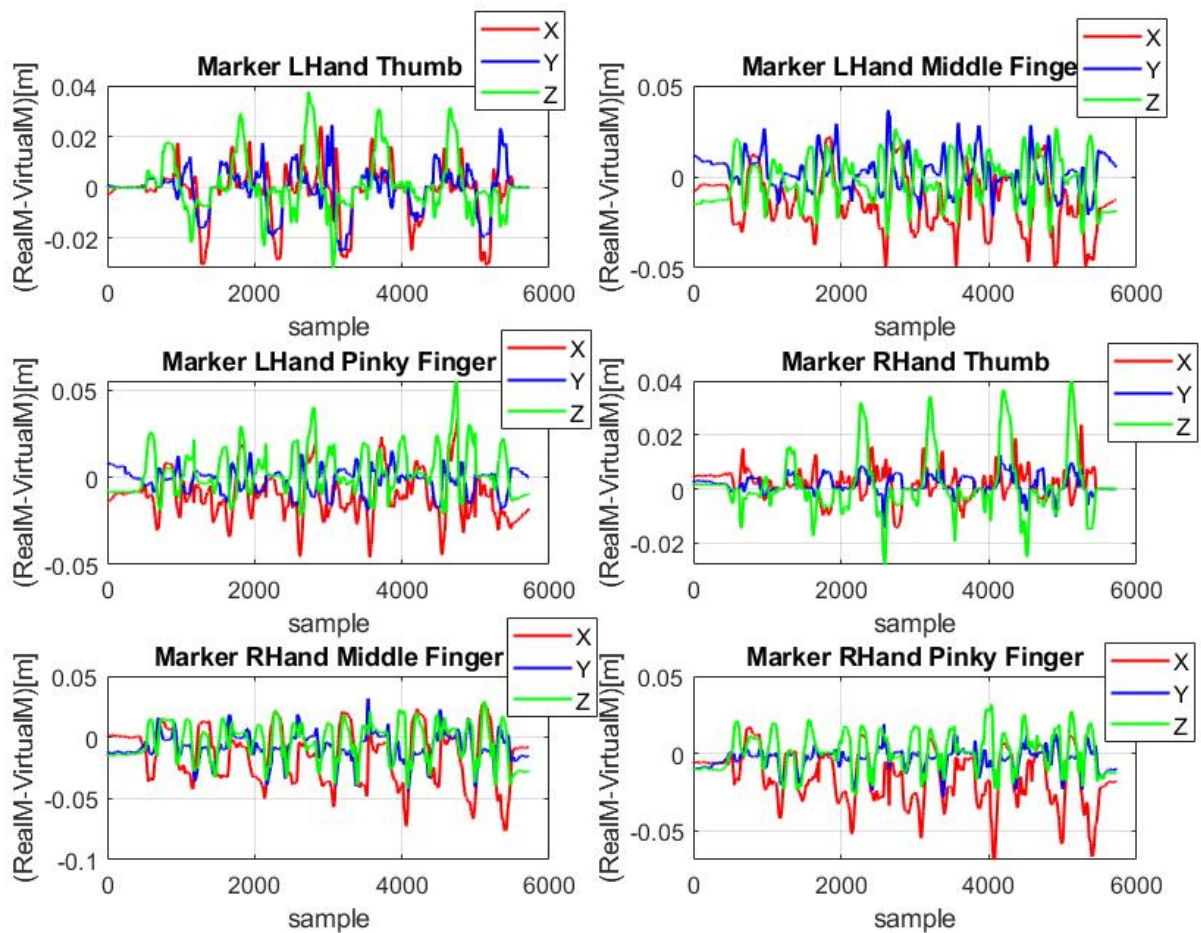 Marker LHand Thumb
X
Y
Z
(RealM-VirtualM)[m]
0.04
0.02
0
-0.02
0
2000
4000
6000
sample
Marker LHand Middle Finge
X
Y
Z
(RealM-VirtualM)[m]
0.05
0
-0.05
0
2000
4000
6000
sample
Marker LHand Pinky Finger
X
Y
Z
(RealM-VirtualM)[m]
0.05
0
-0.05
0
2000
4000
6000
sample
Marker RHand Thumb
X
Y
Z
(RealM-VirtualM)[m]
0.04
0.02
0
-0.02
0
2000
4000
6000
sample
Marker RHand Middle Finger
X
Y
Z
(RealM-VirtualM)[m]
0.05
0
-0.05
-0.1
0
2000
4000
6000
sample
Marker RHand Pinky Finger
X
Y
Z
(RealM-VirtualM)[m]
0.05
0
-0.05
0
2000
4000
6000
sample